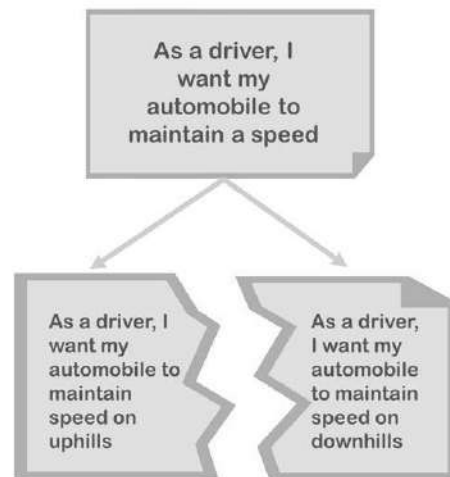 As a driver, I
want my
automobile to
maintain a speed
As a driver, I
want my
automobile to
maintain
speed on
uphills
As a driver,
I want my
automobile
to maintain
speed on
downhills